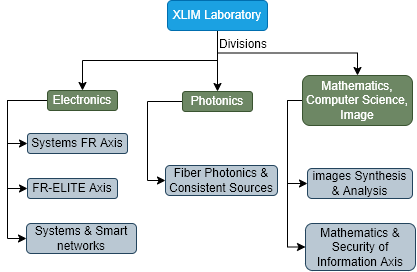 XLIM Laboratory
Divisions
Electronics
Photonics
Mathematics,
Computer Science,
Image
Systems FR Axis
FR-ELITE Axis
Systems & Smart
networks
Fiber Photonics &
Consistent Sources
images Synthesis
& Analysis
Mathematics &
Security of
Information Axis